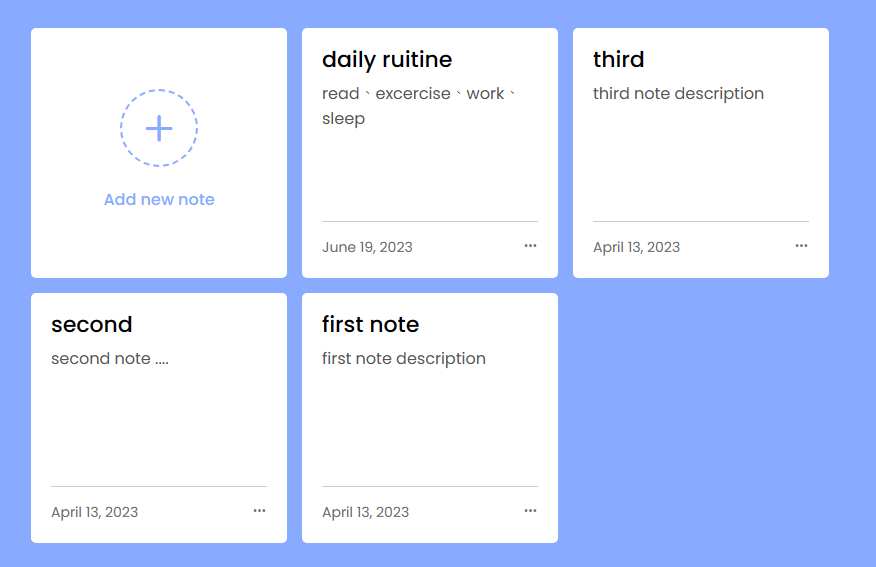 Add new note
daily ruitine
read、excercise、work、
sleep
June 19, 2023
third
third note description
April 13, 2023
second
second note ....
April 13, 2023
first note
first note description
April 13, 2023